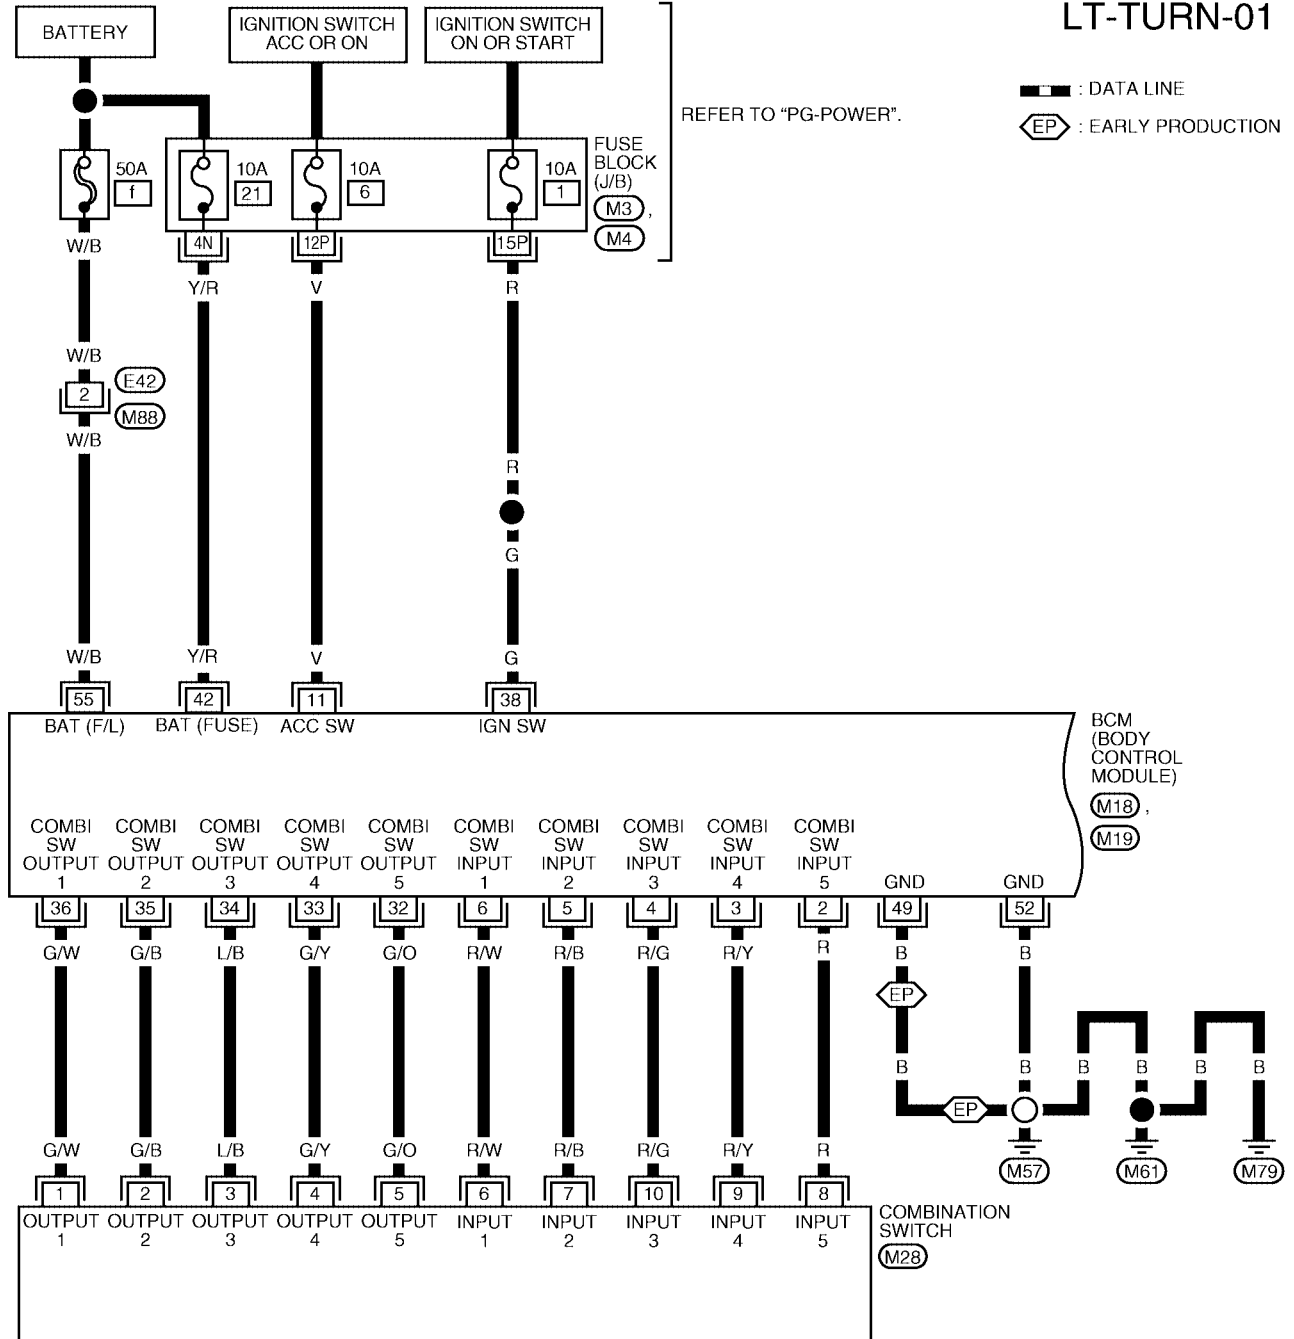 LT-TURN-01
BATTERY
IGNITION SWITCH
ACC OR ON
IGNITION SWITCH
ON OR START
: DATA LINE
EP : EARLY PRODUCTION
REFER TO “PG-POWER”.
50A
f
10A
21
10A
6
10A
1
FUSE
BLOCK
(J/B)
M3 ,
M4
4N 12P 15P
W/B Y/R V R
W/B
2
E42
M88
W/B
R
G
W/B Y/R V G
55 42 11 38
BAT (F/L) BAT (FUSE) ACC SW IGN SW
BCM
(BODY
CONTROL
MODULE)
M18 ,
M19
COMBI COMBI COMBI COMBI COMBI COMBI COMBI COMBI COMBI COMBI
SW SW SW SW SW SW SW SW SW SW
OUTPUT OUTPUT OUTPUT OUTPUT OUTPUT INPUT INPUT INPUT INPUT INPUT
1 2 3 4 5 1 2 3 4 5 GND GND
36 35 34 33 32 6 5 4 3 2 49 52
G/W G/B L/B G/Y G/O R/W R/B R/G R/Y R B B
EP
B B B B B B
EP
G/W G/B L/B G/Y G/O R/W R/B R/G R/Y R
M57 M61 M79
1 2 3 4 5 6 7 10 9 8
OUTPUT OUTPUT OUTPUT OUTPUT OUTPUT INPUT INPUT INPUT INPUT INPUT
1 2 3 4 5 1 2 3 4 5
COMBINATION
SWITCH
M28